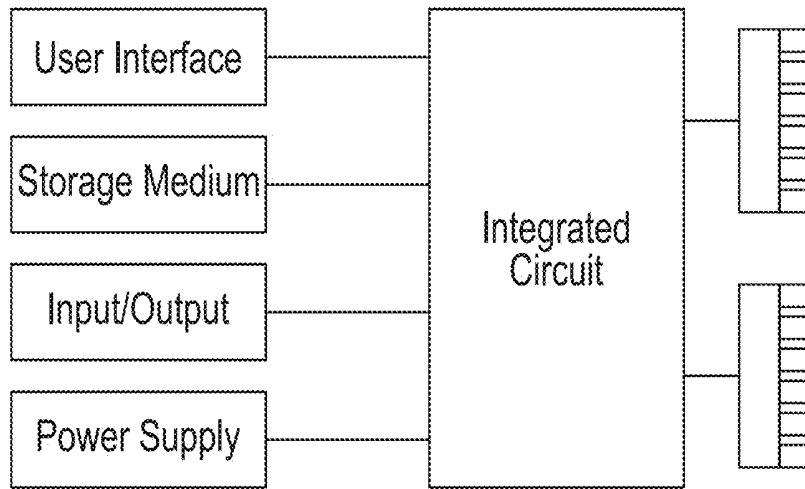 User Interface
Storage Medium
Input/Output
Power Supply
Integrated
Circuit